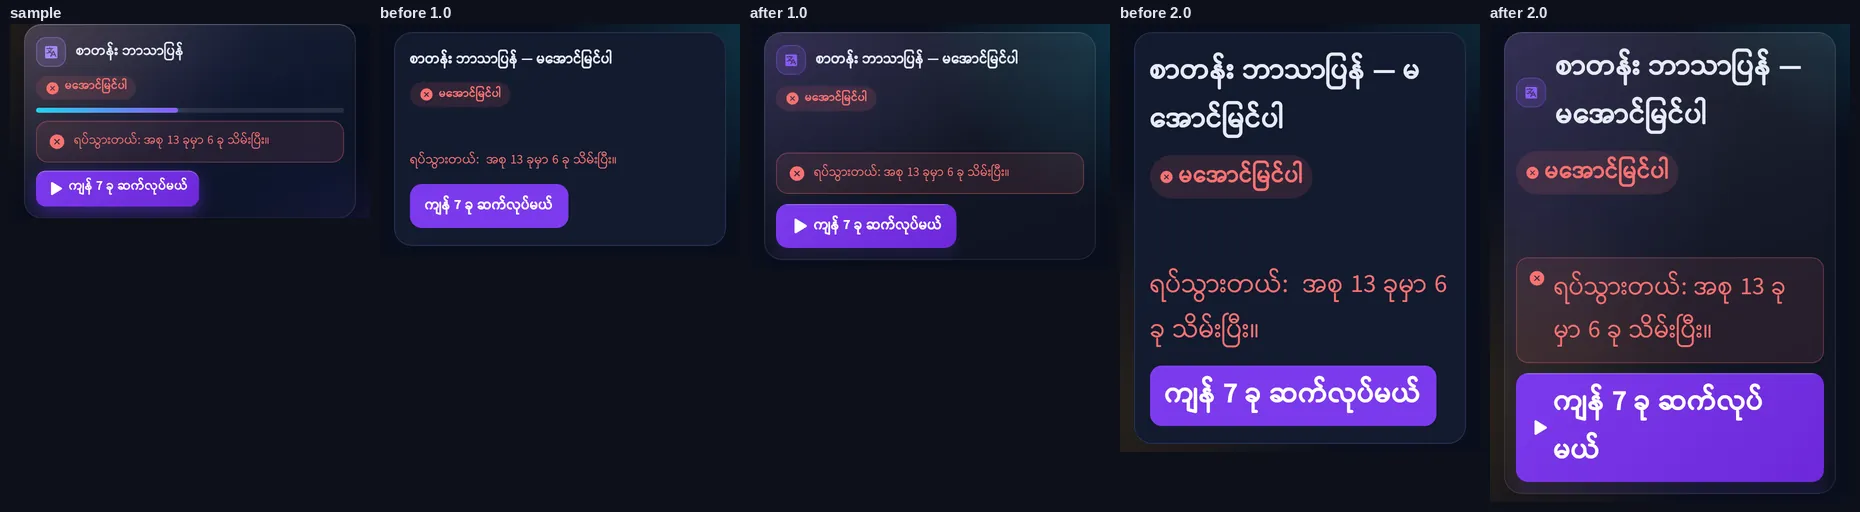 sample
စာတန်း ဘာသာပြန်
မအောင်မြင်ပါ
ရပ်သွားတယ်: အစု 13 ခုမှာ 6 ခု သိမ်းပြီး။
ကျန် 7 ခု ဆက်လုပ်မယ်
before 1.0
စာတန်း ဘာသာပြန် — မအောင်မြင်ပါ
မအောင်မြင်ပါ
ရပ်သွားတယ်: အစု 13 ခုမှာ 6 ခု သိမ်းပြီး။
ကျန် 7 ခု ဆက်လုပ်မယ်
after 1.0
စာတန်း ဘာသာပြန် — မအောင်မြင်ပါ
မအောင်မြင်ပါ
ရပ်သွားတယ်: အစု 13 ခုမှာ 6 ခု သိမ်းပြီး။
ကျန် 7 ခု ဆက်လုပ်မယ်
before 2.0
စာတန်း ဘာသာပြန် — မ
အောင်မြင်ပါ
မအောင်မြင်ပါ
ရပ်သွားတယ်: အစု 13 ခုမှာ 6
ခု သိမ်းပြီး။
ကျန် 7 ခု ဆက်လုပ်မယ်
after 2.0
စာတန်း ဘာသာပြန် —
မအောင်မြင်ပါ
မအောင်မြင်ပါ
ရပ်သွားတယ်: အစု 13 ခု
မှာ 6 ခု သိမ်းပြီး။
ကျန် 7 ခု ဆက်လုပ်
မယ်